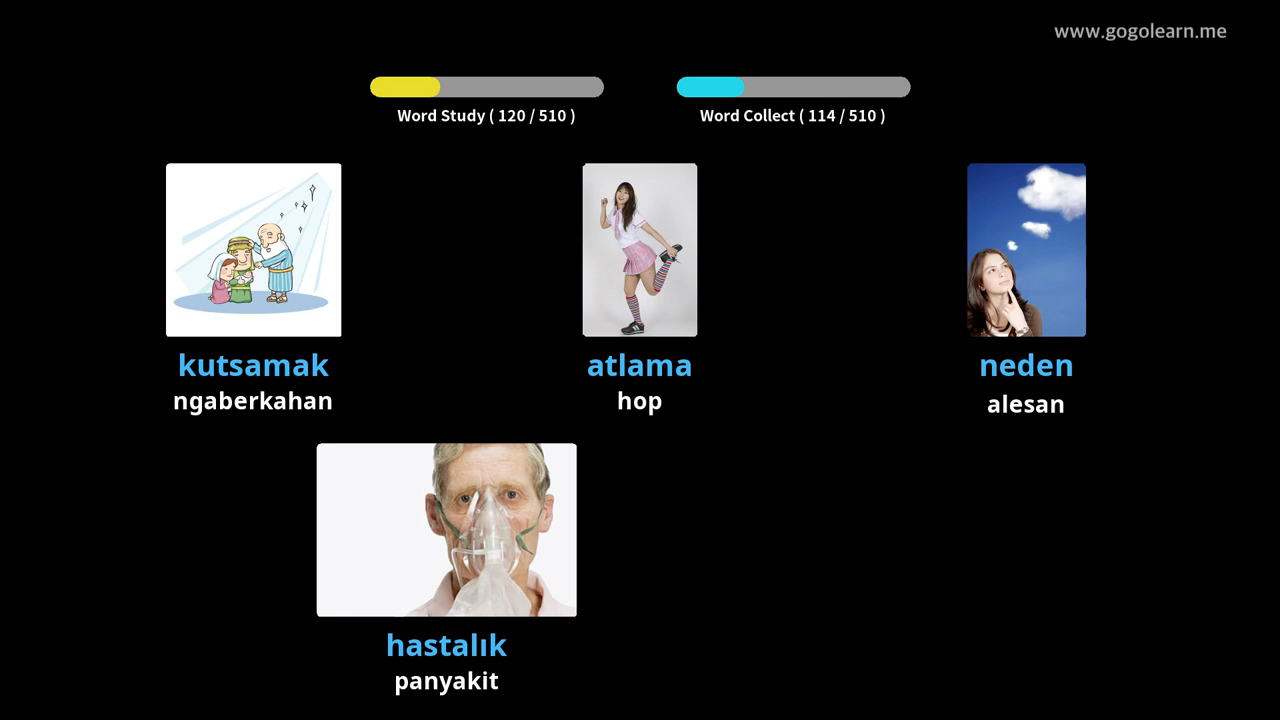 www.gogolearn.me
Word Study ( 120 / 510 )
Word Collect ( 114 / 510 )
kutsamak
ngaberkahan
atlama
hop
neden
alesan
hastalık
panyakit